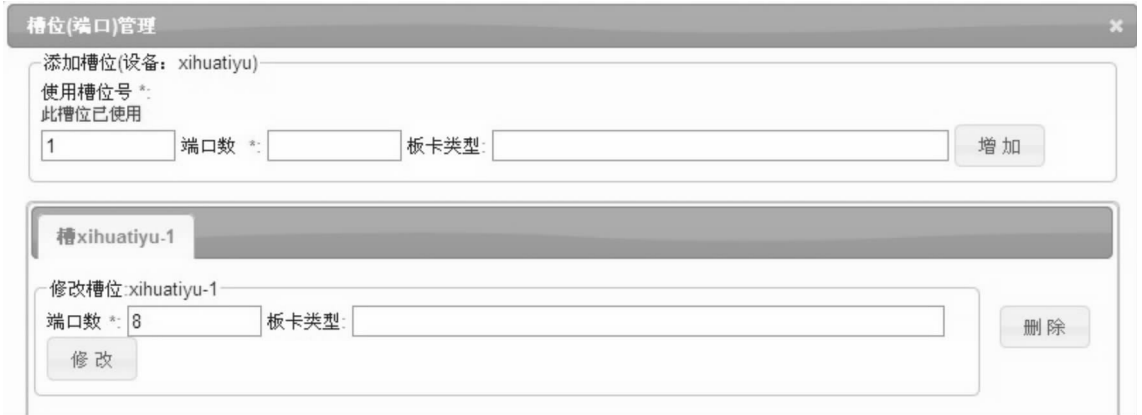 槽位(端口)管理
添加槽位(设备：xihuatiyu)
使用槽位号 *:
此槽位已使用
1 端口数 *: 板卡类型: 增 加
槽xihuatiyu-1
修改槽位:xihuatiyu-1
端口数 *: 8 板卡类型:
删 除
修 改